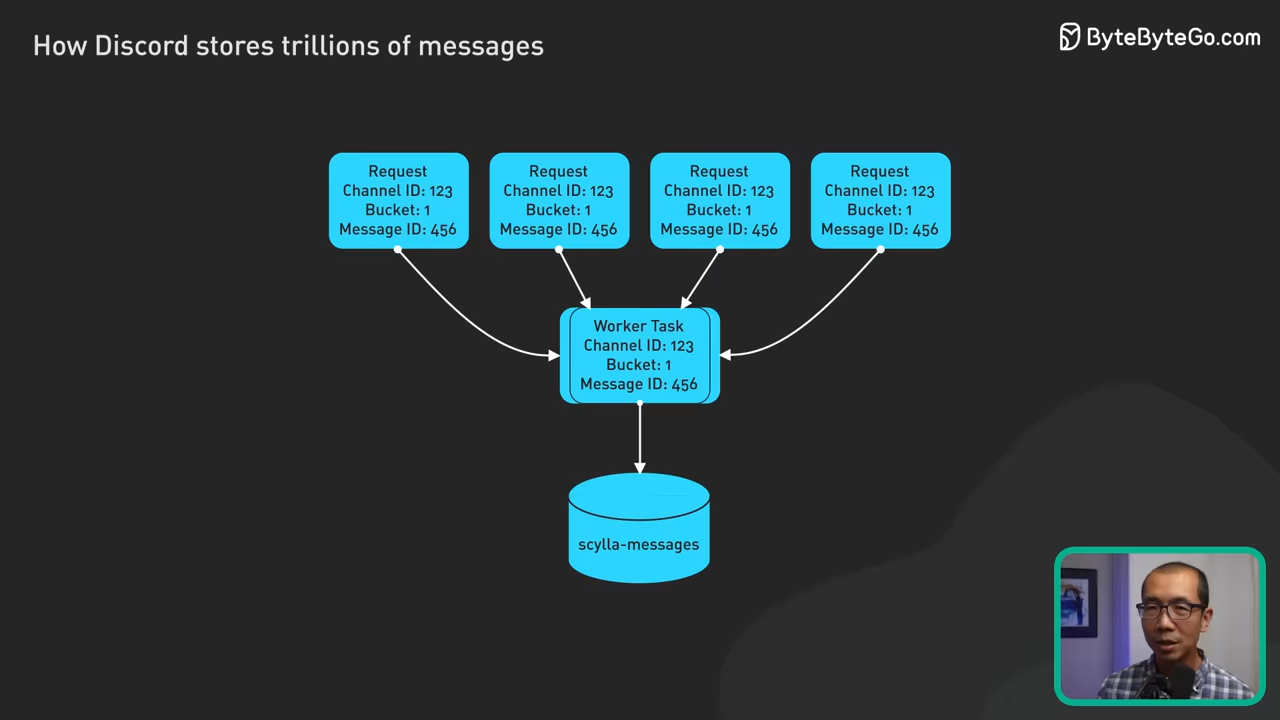 How Discord stores trillions of messages
ByteByteGo.com
Request
Channel ID: 123
Bucket: 1
Message ID: 456
Request
Channel ID: 123
Bucket: 1
Message ID: 456
Request
Channel ID: 123
Bucket: 1
Message ID: 456
Request
Channel ID: 123
Bucket: 1
Message ID: 456
Worker Task
Channel ID: 123
Bucket: 1
Message ID: 456
scylla-messages